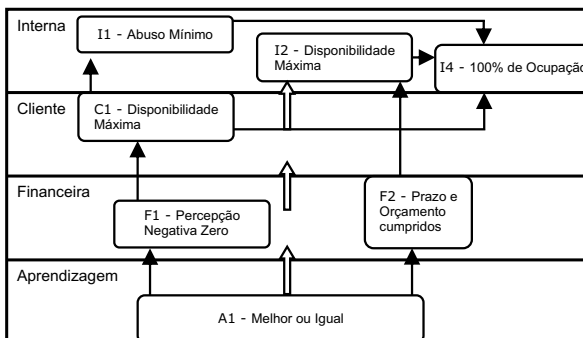 Interna
I1 - Abuso Mínimo
I2 - Disponibilidade
Máxima
I4 - 100% de Ocupação
Cliente
C1 - Disponibilidade
Máxima
Financeira
F1 - Percepção
Negativa Zero
F2 - Prazo e
Orçamento
cumpridos
Aprendizagem
A1 - Melhor ou Igual